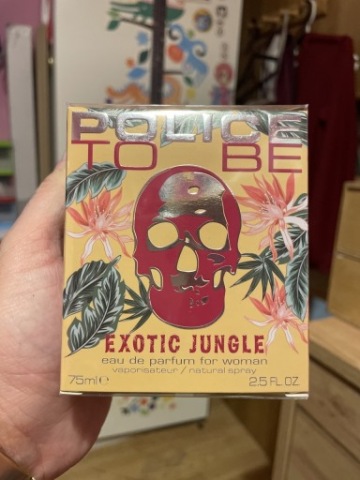 POLICE
TO BE
EXOTIC JUNGLE
eau de parfum for woman
vaporisateur / natural spray
75ml e 2.5 FL OZ